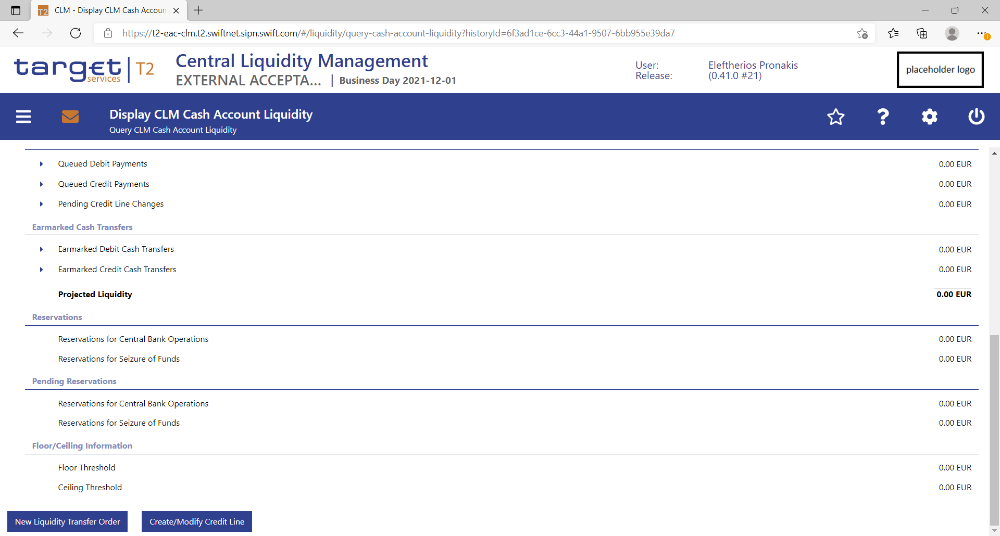 CLM - Display CLM Cash Accoun
https://t2-eac-clm.t2.swiftnet.sipn.swift.com/#/liquidity/query-cash-account-liquidity?historyId=6f3ad1ce-6cc3-44a1-9507-6bb955e39da7
target services | T2
Central Liquidity Management
EXTERNAL ACCEPTA... | Business Day 2021-12-01
User: Eleftherios Pronakis
Release: (0.41.0 #21)
placeholder logo
Display CLM Cash Account Liquidity
Query CLM Cash Account Liquidity
Queued Debit Payments 0.00 EUR
Queued Credit Payments 0.00 EUR
Pending Credit Line Changes 0.00 EUR
Earmarked Cash Transfers
Earmarked Debit Cash Transfers 0.00 EUR
Earmarked Credit Cash Transfers 0.00 EUR
Projected Liquidity 0.00 EUR
Reservations
Reservations for Central Bank Operations 0.00 EUR
Reservations for Seizure of Funds 0.00 EUR
Pending Reservations
Reservations for Central Bank Operations 0.00 EUR
Reservations for Seizure of Funds 0.00 EUR
Floor/Ceiling Information
Floor Threshold 0.00 EUR
Ceiling Threshold 0.00 EUR
New Liquidity Transfer Order Create/Modify Credit Line